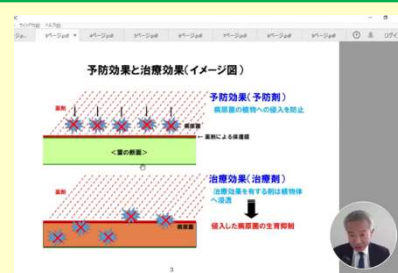 予防効果と治療効果(イメージ図)
予防効果(予防剤)
病原菌の植物への侵入を防止
薬剤
病原菌
← 薬剤による保護層
<葉の断面>
治療効果(治療剤)
治療効果を有する剤は植物体
へ浸透
薬剤
病原菌
侵入した病原菌の生育抑制
3